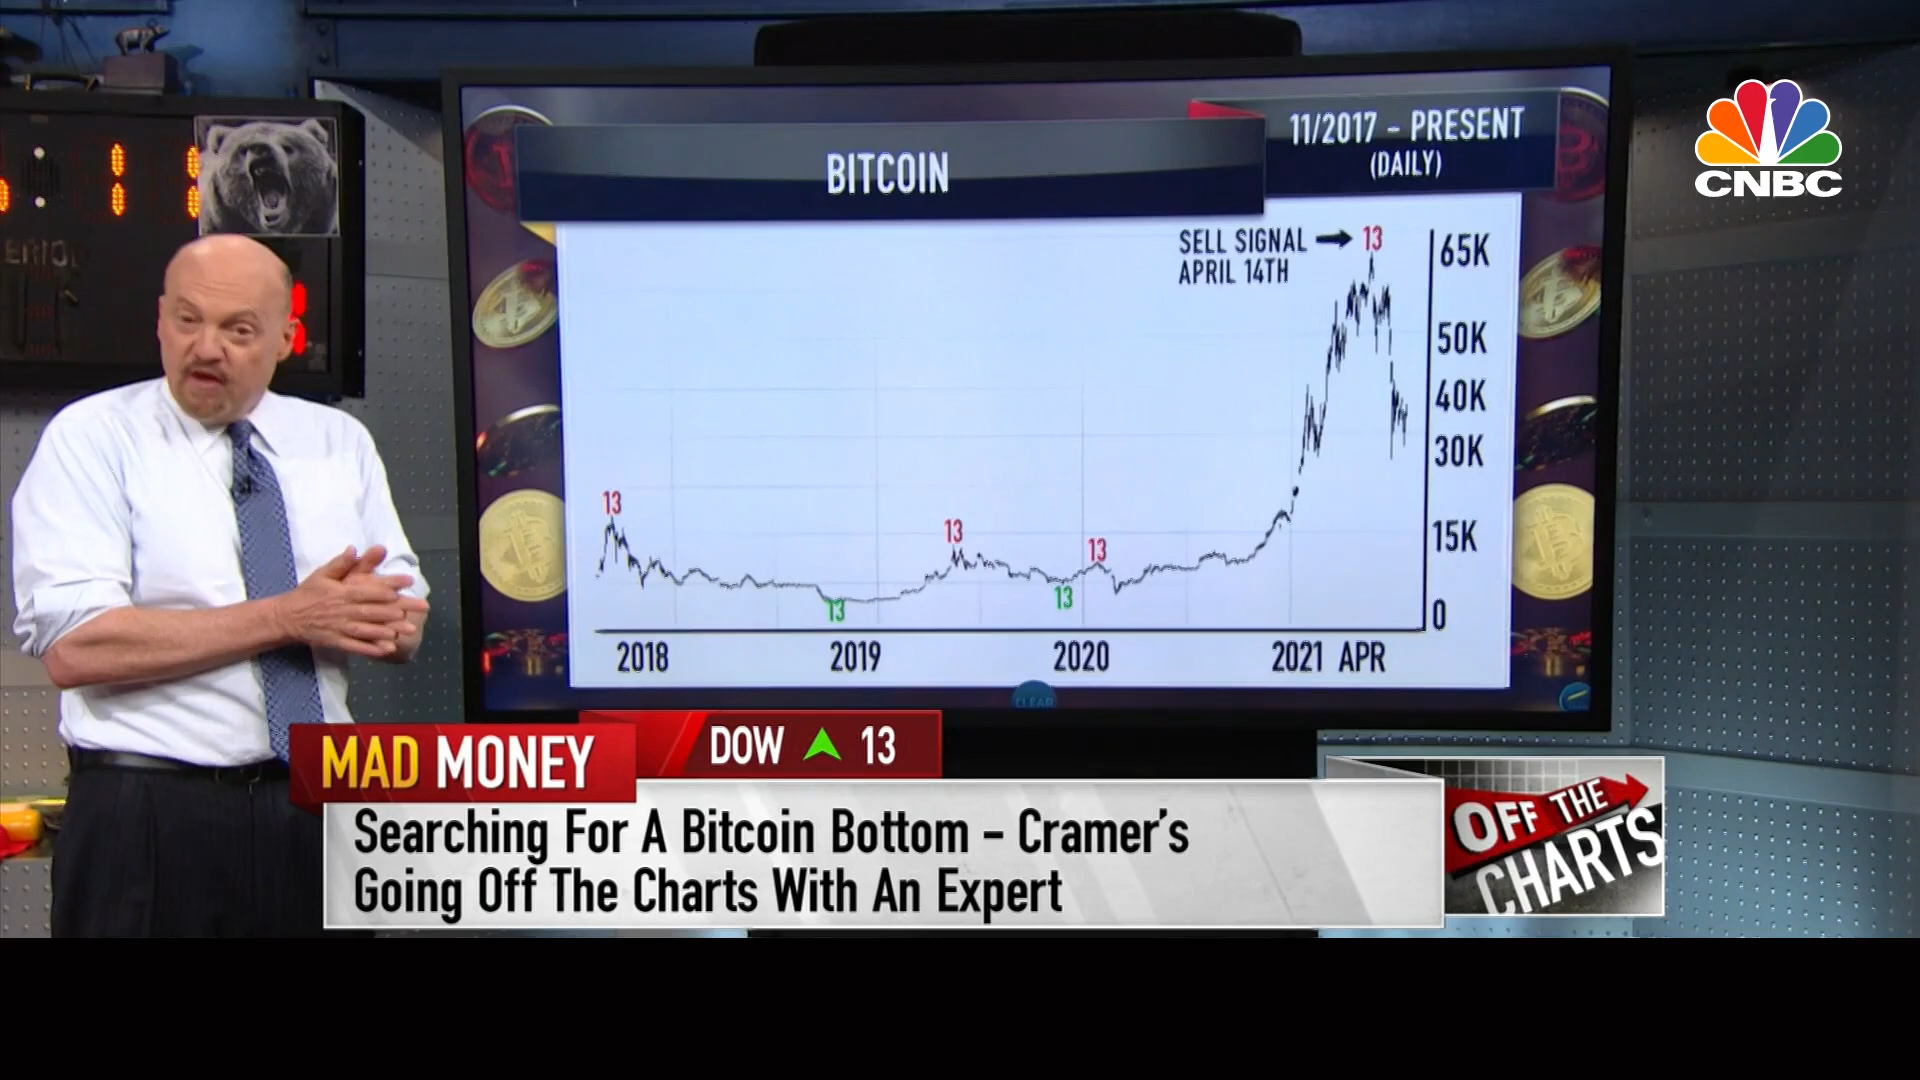 11/2017 – PRESENT
(DAILY)
BITCOIN
CNBC
SELL SIGNAL → 13
APRIL 14TH
65K
50K
40K
30K
15K
0
13
13
13
13
13
2018 2019 2020 2021 APR
CLEAR
MAD MONEY
DOW ▲ 13
Searching For A Bitcoin Bottom – Cramer's
Going Off The Charts With An Expert
OFF THE
CHARTS